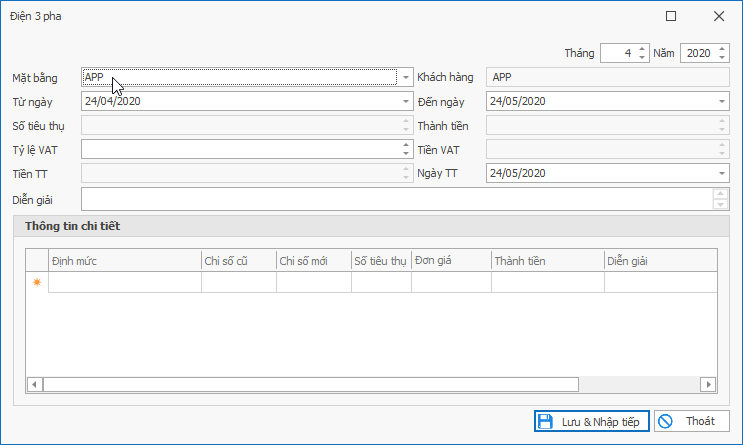 Điện 3 pha
Tháng 4 Năm 2020
Mặt bằng APP Khách hàng APP
Từ ngày 24/04/2020 Đến ngày 24/05/2020
Số tiêu thụ Thành tiền
Tỷ lệ VAT Tiền VAT
Tiền TT Ngày TT 24/05/2020
Diễn giải
Thông tin chi tiết
Định mức Chỉ số cũ Chỉ số mới Số tiêu thụ Đơn giá Thành tiền Diễn giải
Lưu & Nhập tiếp Thoát